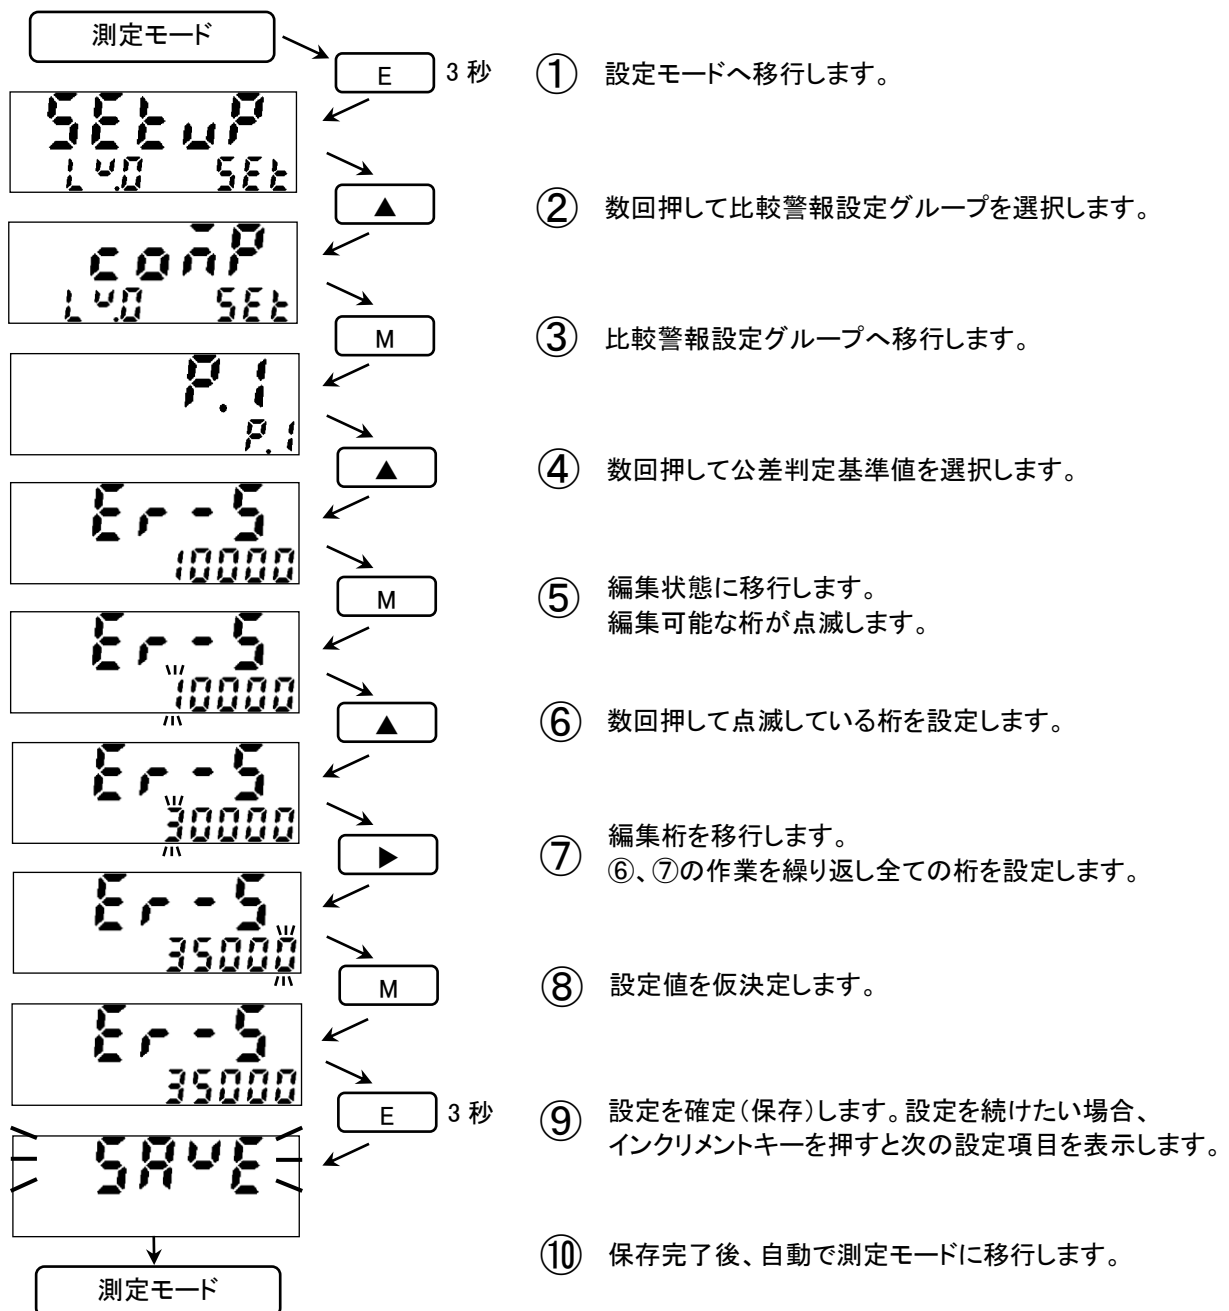 測定モード
E 3 秒 ① 設定モードへ移行します。
SEtuP
Lv.0 SEt
▲ ② 数回押して比較警報設定グループを選択します。
comP
Lv.0 SEt
M ③ 比較警報設定グループへ移行します。
P.1
P.1
▲ ④ 数回押して公差判定基準値を選択します。
Er-S
10000
M ⑤ 編集状態に移行します。
編集可能な桁が点滅します。
Er-S
10000
▲ ⑥ 数回押して点滅している桁を設定します。
Er-S
30000
▶ ⑦ 編集桁を移行します。
⑥、⑦の作業を繰り返し全ての桁を設定します。
Er-S
35000
M ⑧ 設定値を仮決定します。
Er-S
35000
E 3 秒 ⑨ 設定を確定(保存)します。設定を続けたい場合、
インクリメントキーを押すと次の設定項目を表示します。
SAvE
⑩ 保存完了後、自動で測定モードに移行します。
測定モード